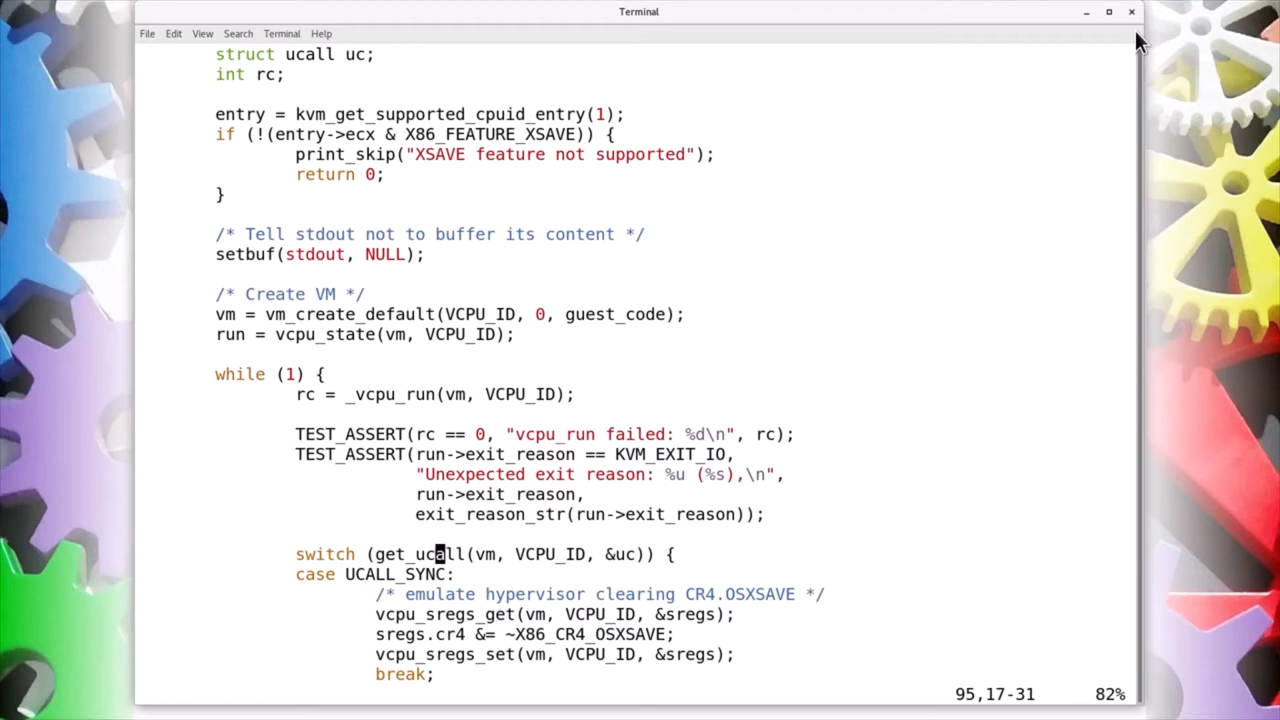 Terminal
File Edit View Search Terminal Help
struct ucall uc;
int rc;
entry = kvm_get_supported_cpuid_entry(1);
if (!(entry->ecx & X86_FEATURE_XSAVE)) {
print_skip("XSAVE feature not supported");
return 0;
}
/* Tell stdout not to buffer its content */
setbuf(stdout, NULL);
/* Create VM */
vm = vm_create_default(VCPU_ID, 0, guest_code);
run = vcpu_state(vm, VCPU_ID);
while (1) {
rc = _vcpu_run(vm, VCPU_ID);
TEST_ASSERT(rc == 0, "vcpu_run failed: %d\n", rc);
TEST_ASSERT(run->exit_reason == KVM_EXIT_IO,
"Unexpected exit reason: %u (%s),\n",
run->exit_reason,
exit_reason_str(run->exit_reason));
switch (get_ucall(vm, VCPU_ID, &uc)) {
case UCALL_SYNC:
/* emulate hypervisor clearing CR4.OSXSAVE */
vcpu_sregs_get(vm, VCPU_ID, &sregs);
sregs.cr4 &= ~X86_CR4_OSXSAVE;
vcpu_sregs_set(vm, VCPU_ID, &sregs);
break;
95,17-31 82%